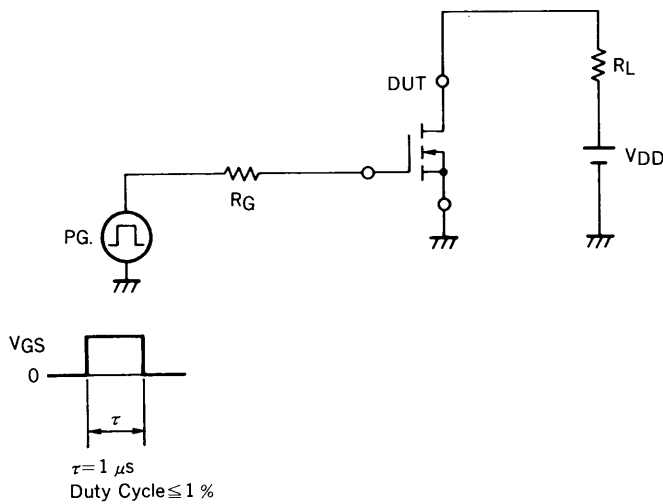 DUT
RL
VDD
RG
PG.
VGS
0
τ
τ=1 μs
Duty Cycle≦1 %